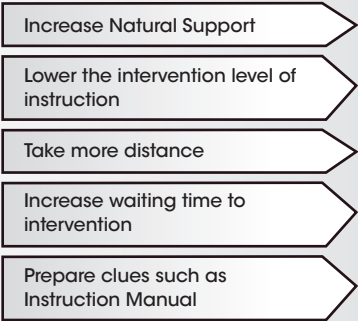 Increase Natural Support
Lower the intervention level of
instruction
Take more distance
Increase waiting time to
intervention
Prepare clues such as
Instruction Manual